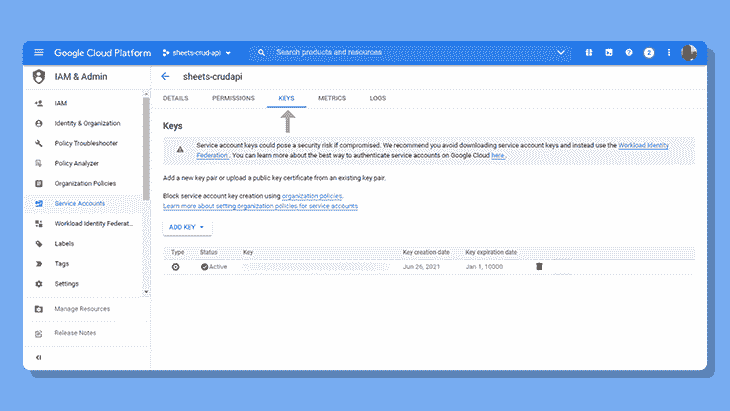 Google Cloud Platform sheets-crud-api Search products and resources 2
IAM & Admin
sheets-crudapi
IAM
Identity & Organization
Policy Troubleshooter
Policy Analyzer
Organization Policies
Service Accounts
Workload Identity Federat...
Labels
Tags
Settings
Manage Resources
Release Notes
DETAILS PERMISSIONS KEYS METRICS LOGS
Keys
Service account keys could pose a security risk if compromised. We recommend you avoid downloading service account keys and instead use the Workload Identity
Federation . You can learn more about the best way to authenticate service accounts on Google Cloud here.
Add a new key pair or upload a public key certificate from an existing key pair.
Block service account key creation using organization policies.
Learn more about setting organization policies for service accounts
ADD KEY
Type Status Key Key creation date Key expiration date
Active Jun 26, 2021 Jan 1, 10000